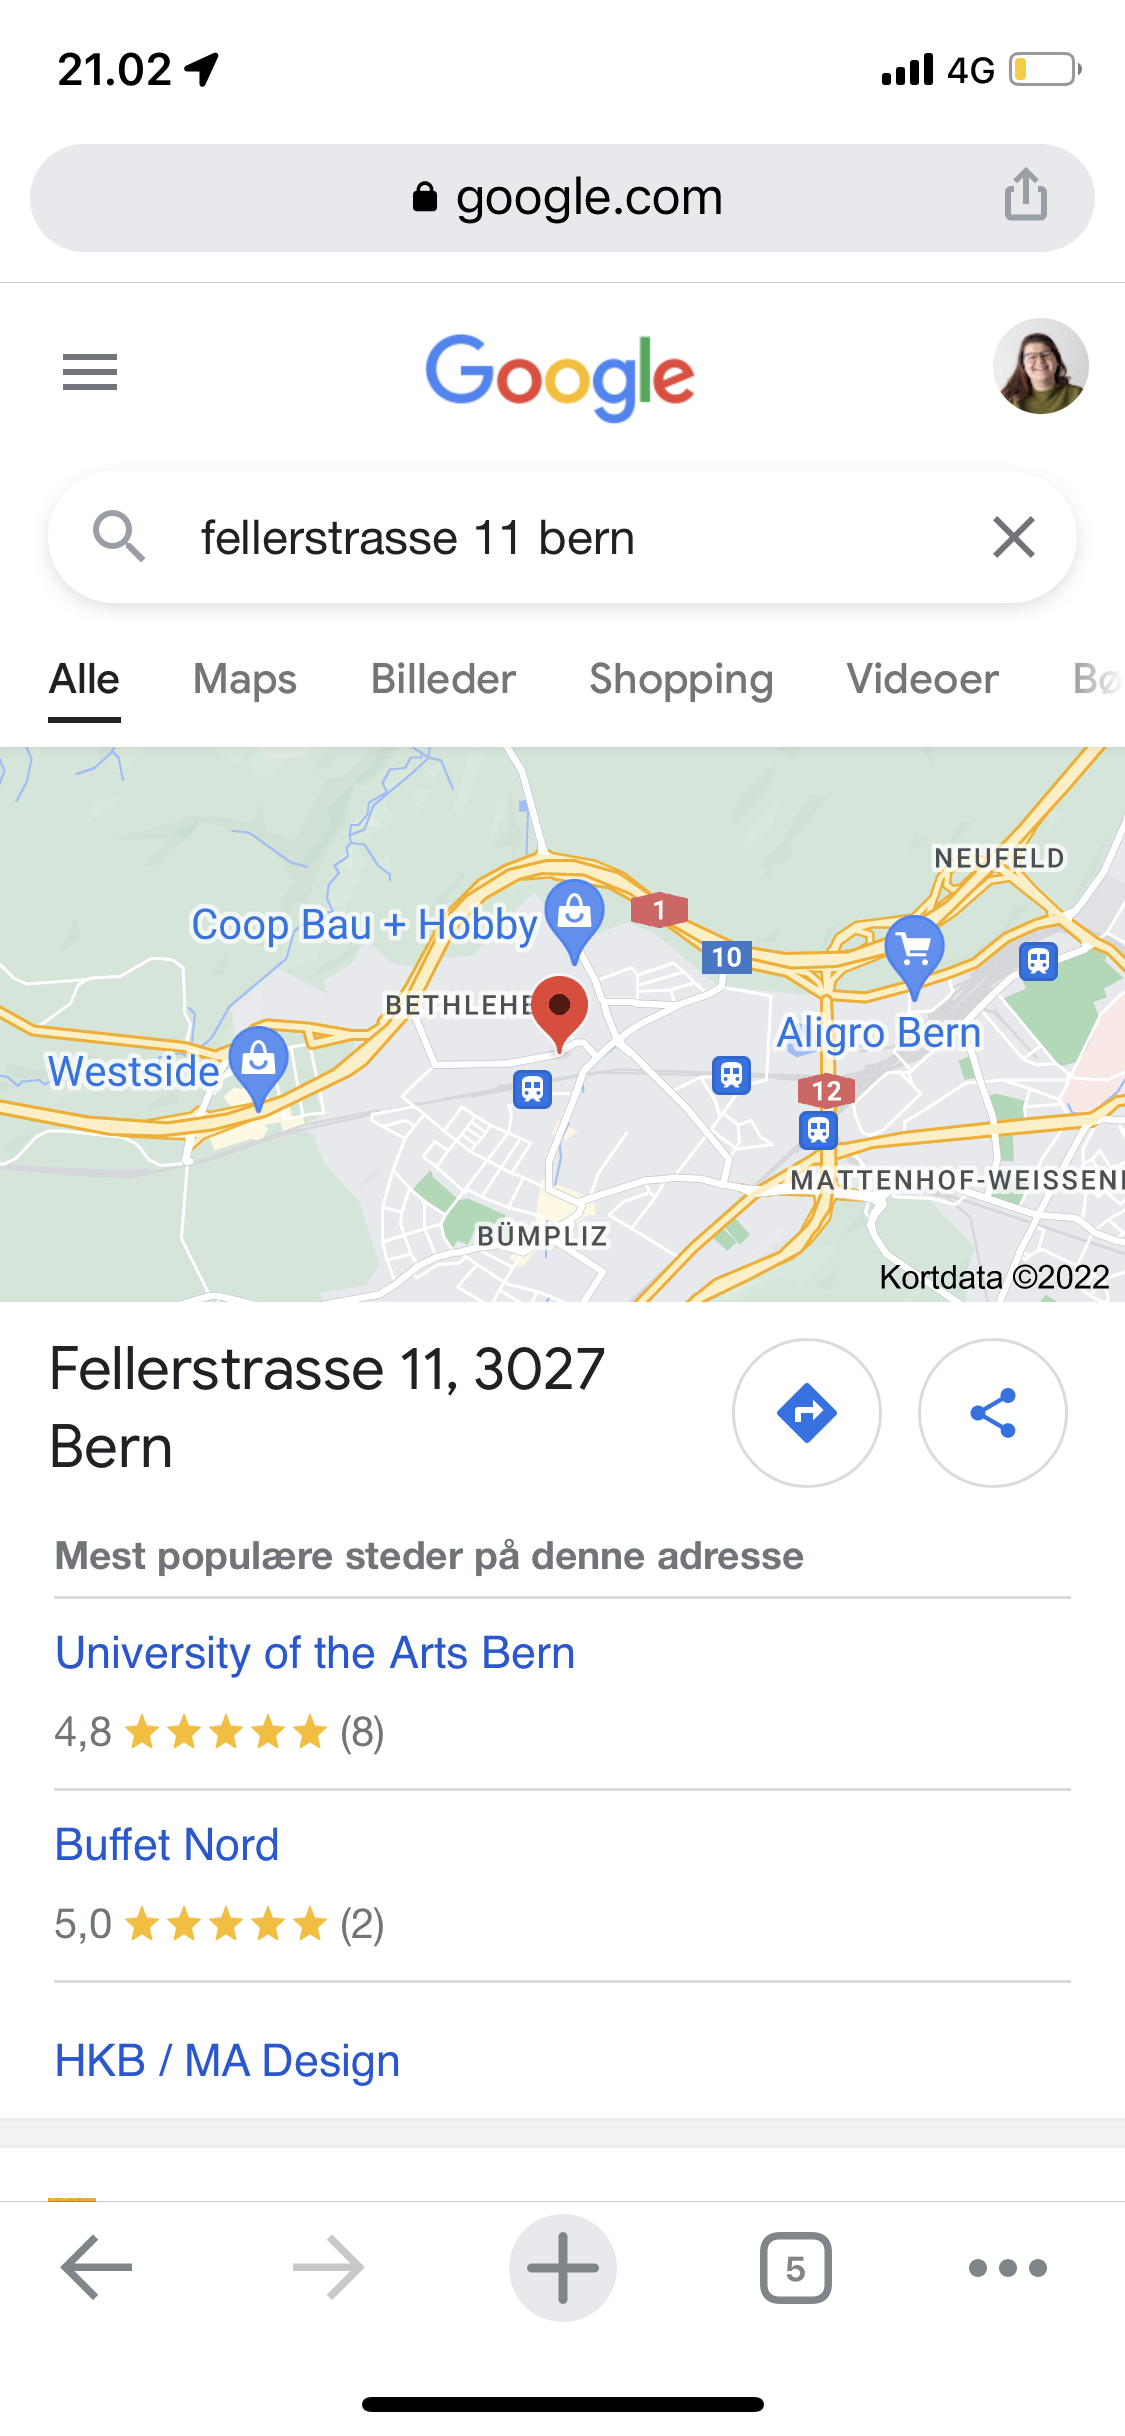 21.02
4G
google.com
Google
fellerstrasse 11 bern
Alle Maps Billeder Shopping Videoer Bø
NEUFELD
Coop Bau + Hobby
1
10
BETHLEHE
Aligro Bern
Westside
12
MATTENHOF-WEISSEN
BÜMPLIZ
Kortdata ©2022
Fellerstrasse 11, 3027
Bern
Mest populære steder på denne adresse
University of the Arts Bern
4,8 (8)
Buffet Nord
5,0 (2)
HKB / MA Design
5